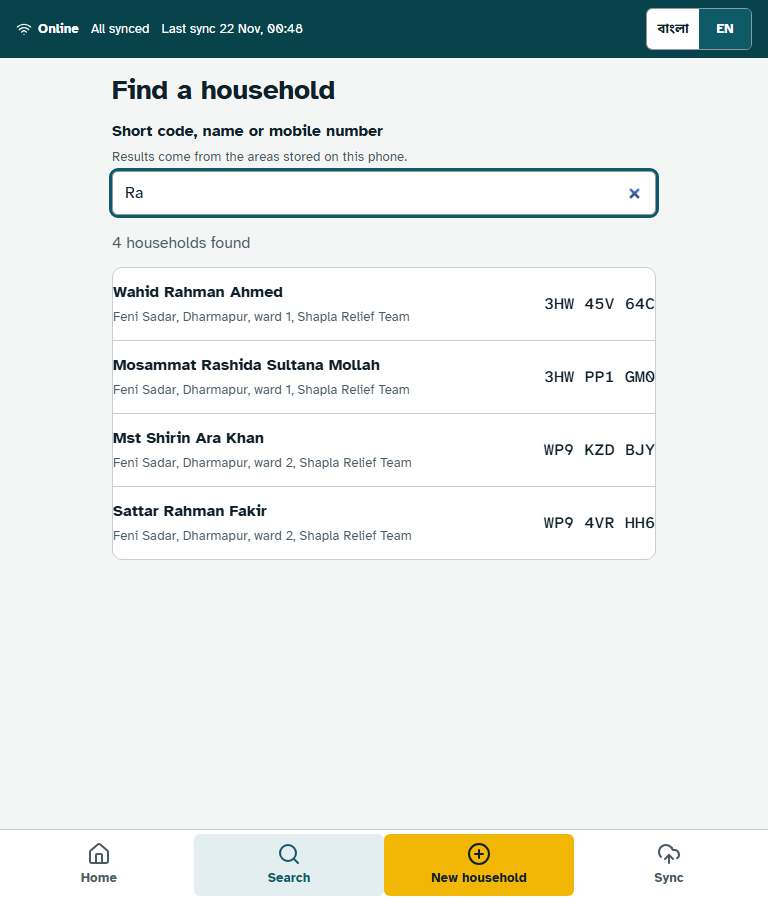 Online All synced Last sync 22 Nov, 00:48 বাংলা EN
Find a household
Short code, name or mobile number
Results come from the areas stored on this phone.
Ra
4 households found
Wahid Rahman Ahmed
Feni Sadar, Dharmapur, ward 1, Shapla Relief Team
3HW 45V 64C
Mosammat Rashida Sultana Mollah
Feni Sadar, Dharmapur, ward 1, Shapla Relief Team
3HW PP1 GM0
Mst Shirin Ara Khan
Feni Sadar, Dharmapur, ward 2, Shapla Relief Team
WP9 KZD BJY
Sattar Rahman Fakir
Feni Sadar, Dharmapur, ward 2, Shapla Relief Team
WP9 4VR HH6
Home Search New household Sync